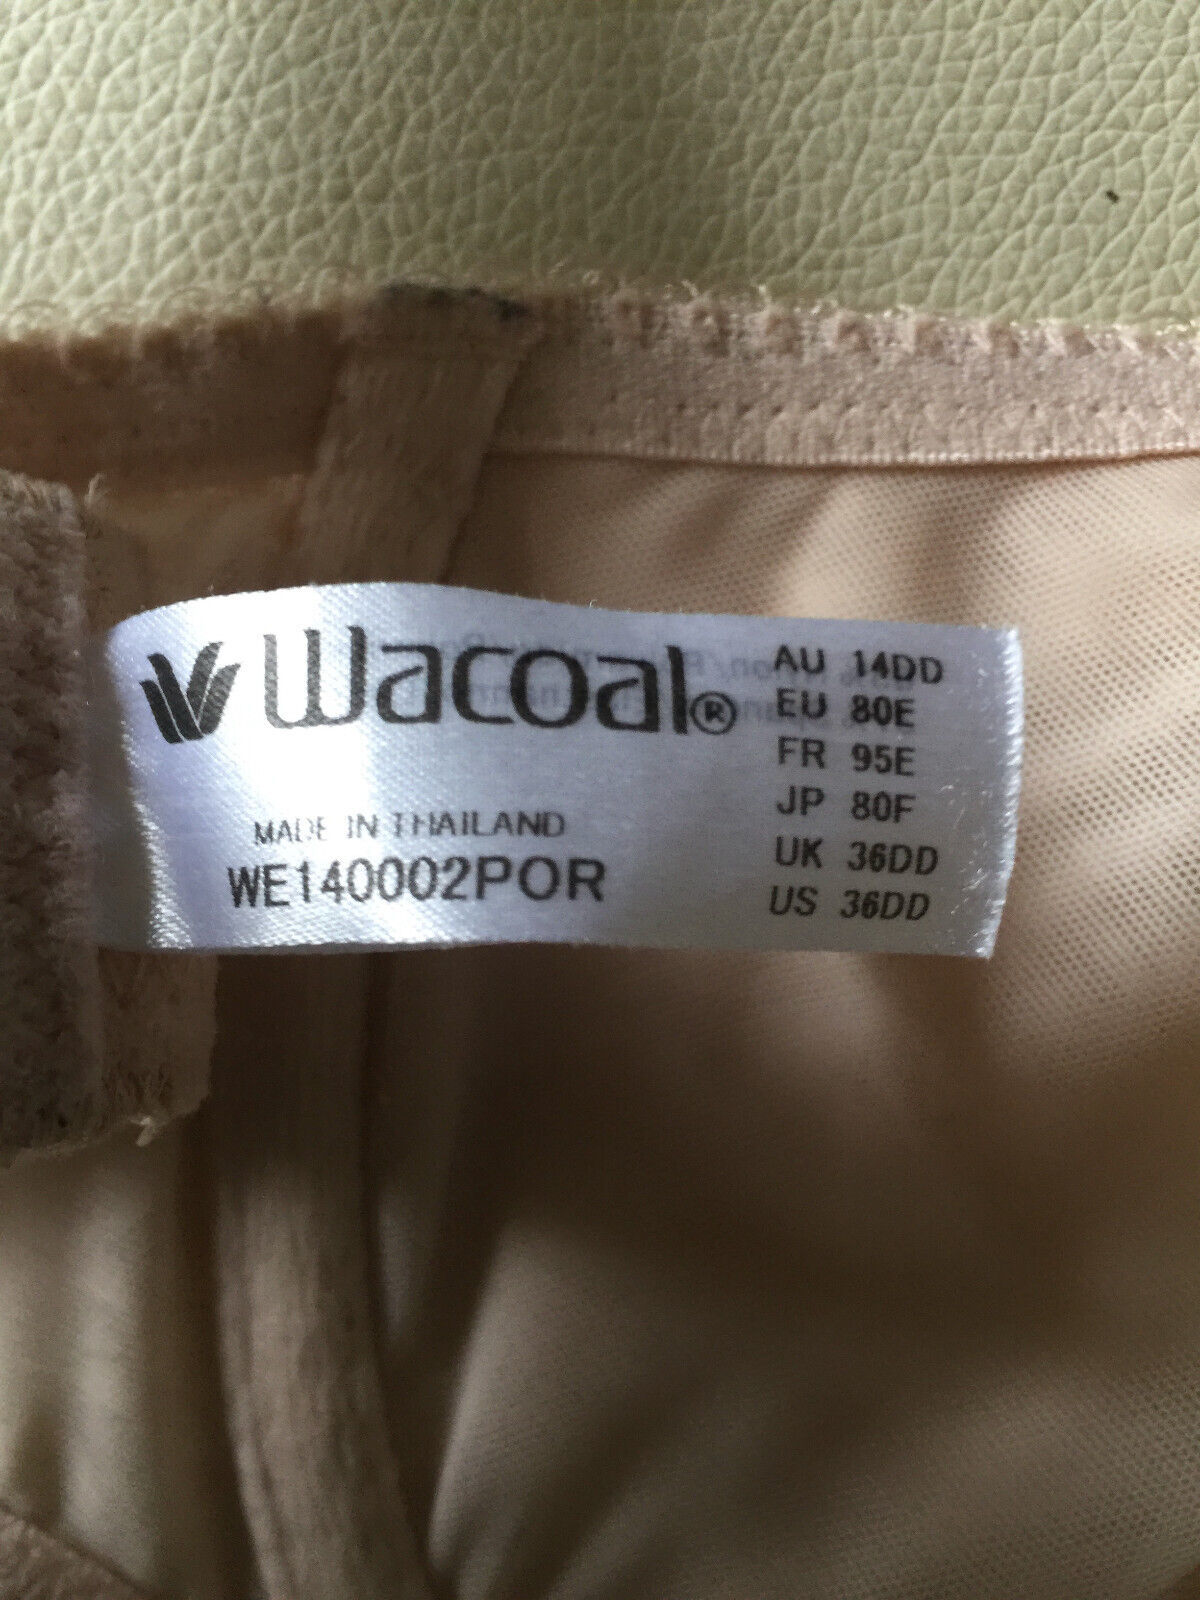 Wacoal®
MADE IN THAILAND
WE140002POR
AU 14DD
EU 80E
FR 95E
JP 80F
UK 36DD
US 36DD